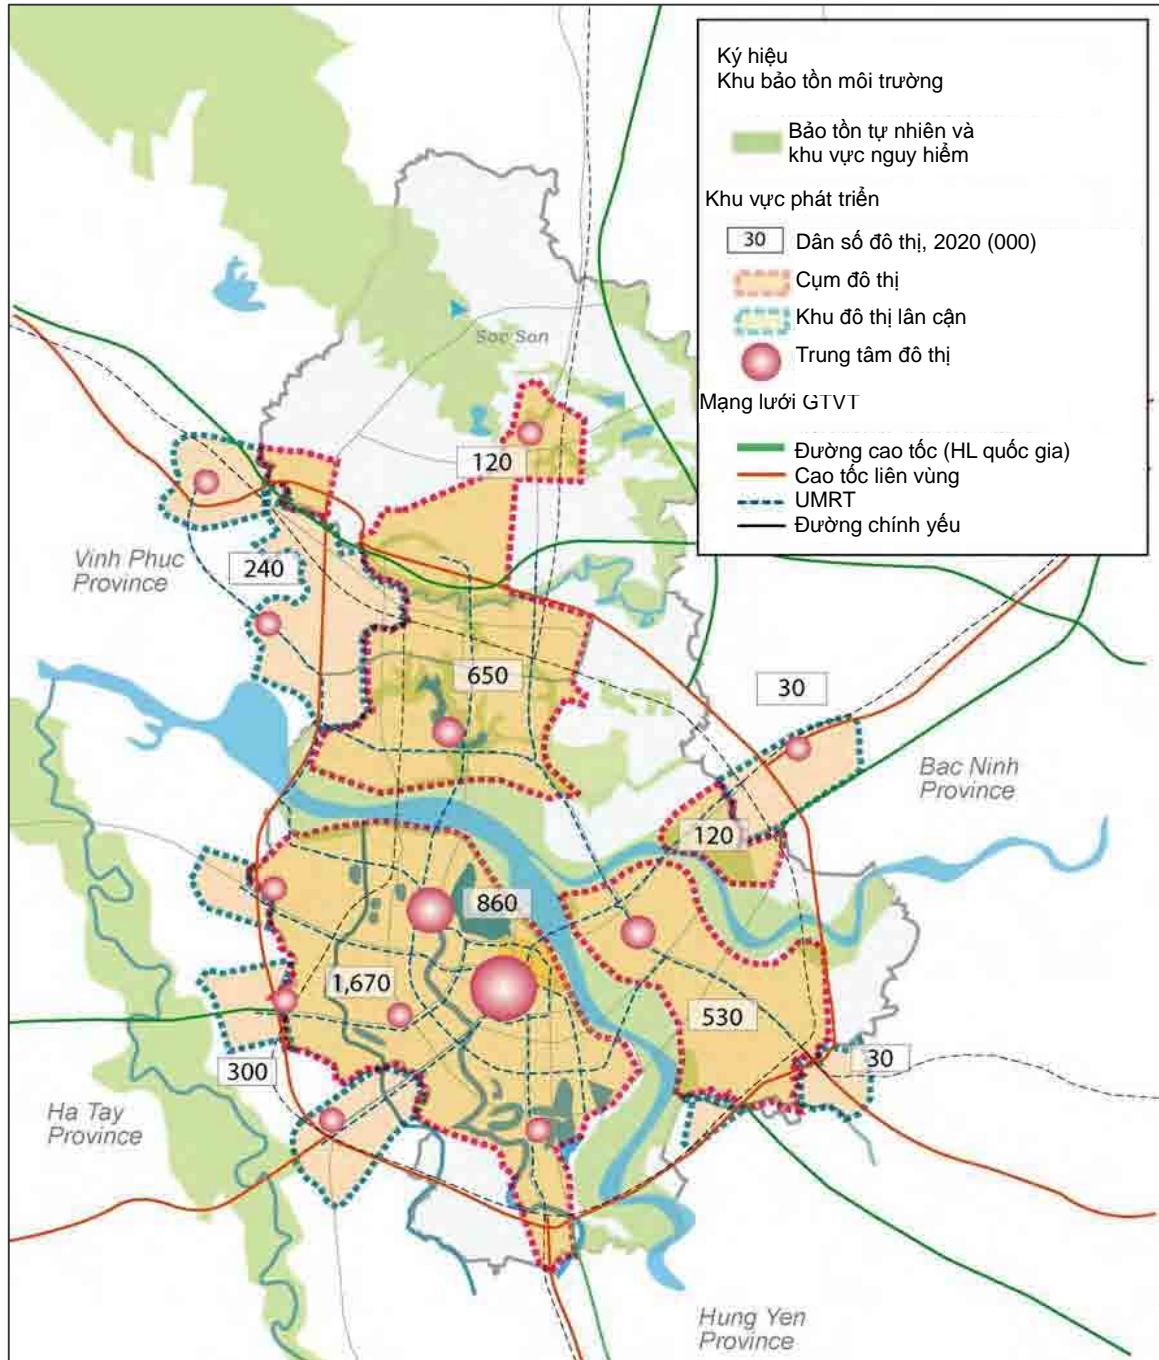 Ký hiệu
Khu bảo tồn môi trường
Bảo tồn tự nhiên và
khu vực nguy hiểm
Khu vực phát triển
30 Dân số đô thị, 2020 (000)
Cụm đô thị
Khu đô thị lân cận
Trung tâm đô thị
Mạng lưới GTVT
Đường cao tốc (HL quốc gia)
Cao tốc liên vùng
UMRT
Đường chính yếu
Soc Son
120
Vinh Phuc
Province
240
650
30
Bac Ninh
Province
120
860
1,670
530
30
300
Ha Tay
Province
Hung Yen
Province